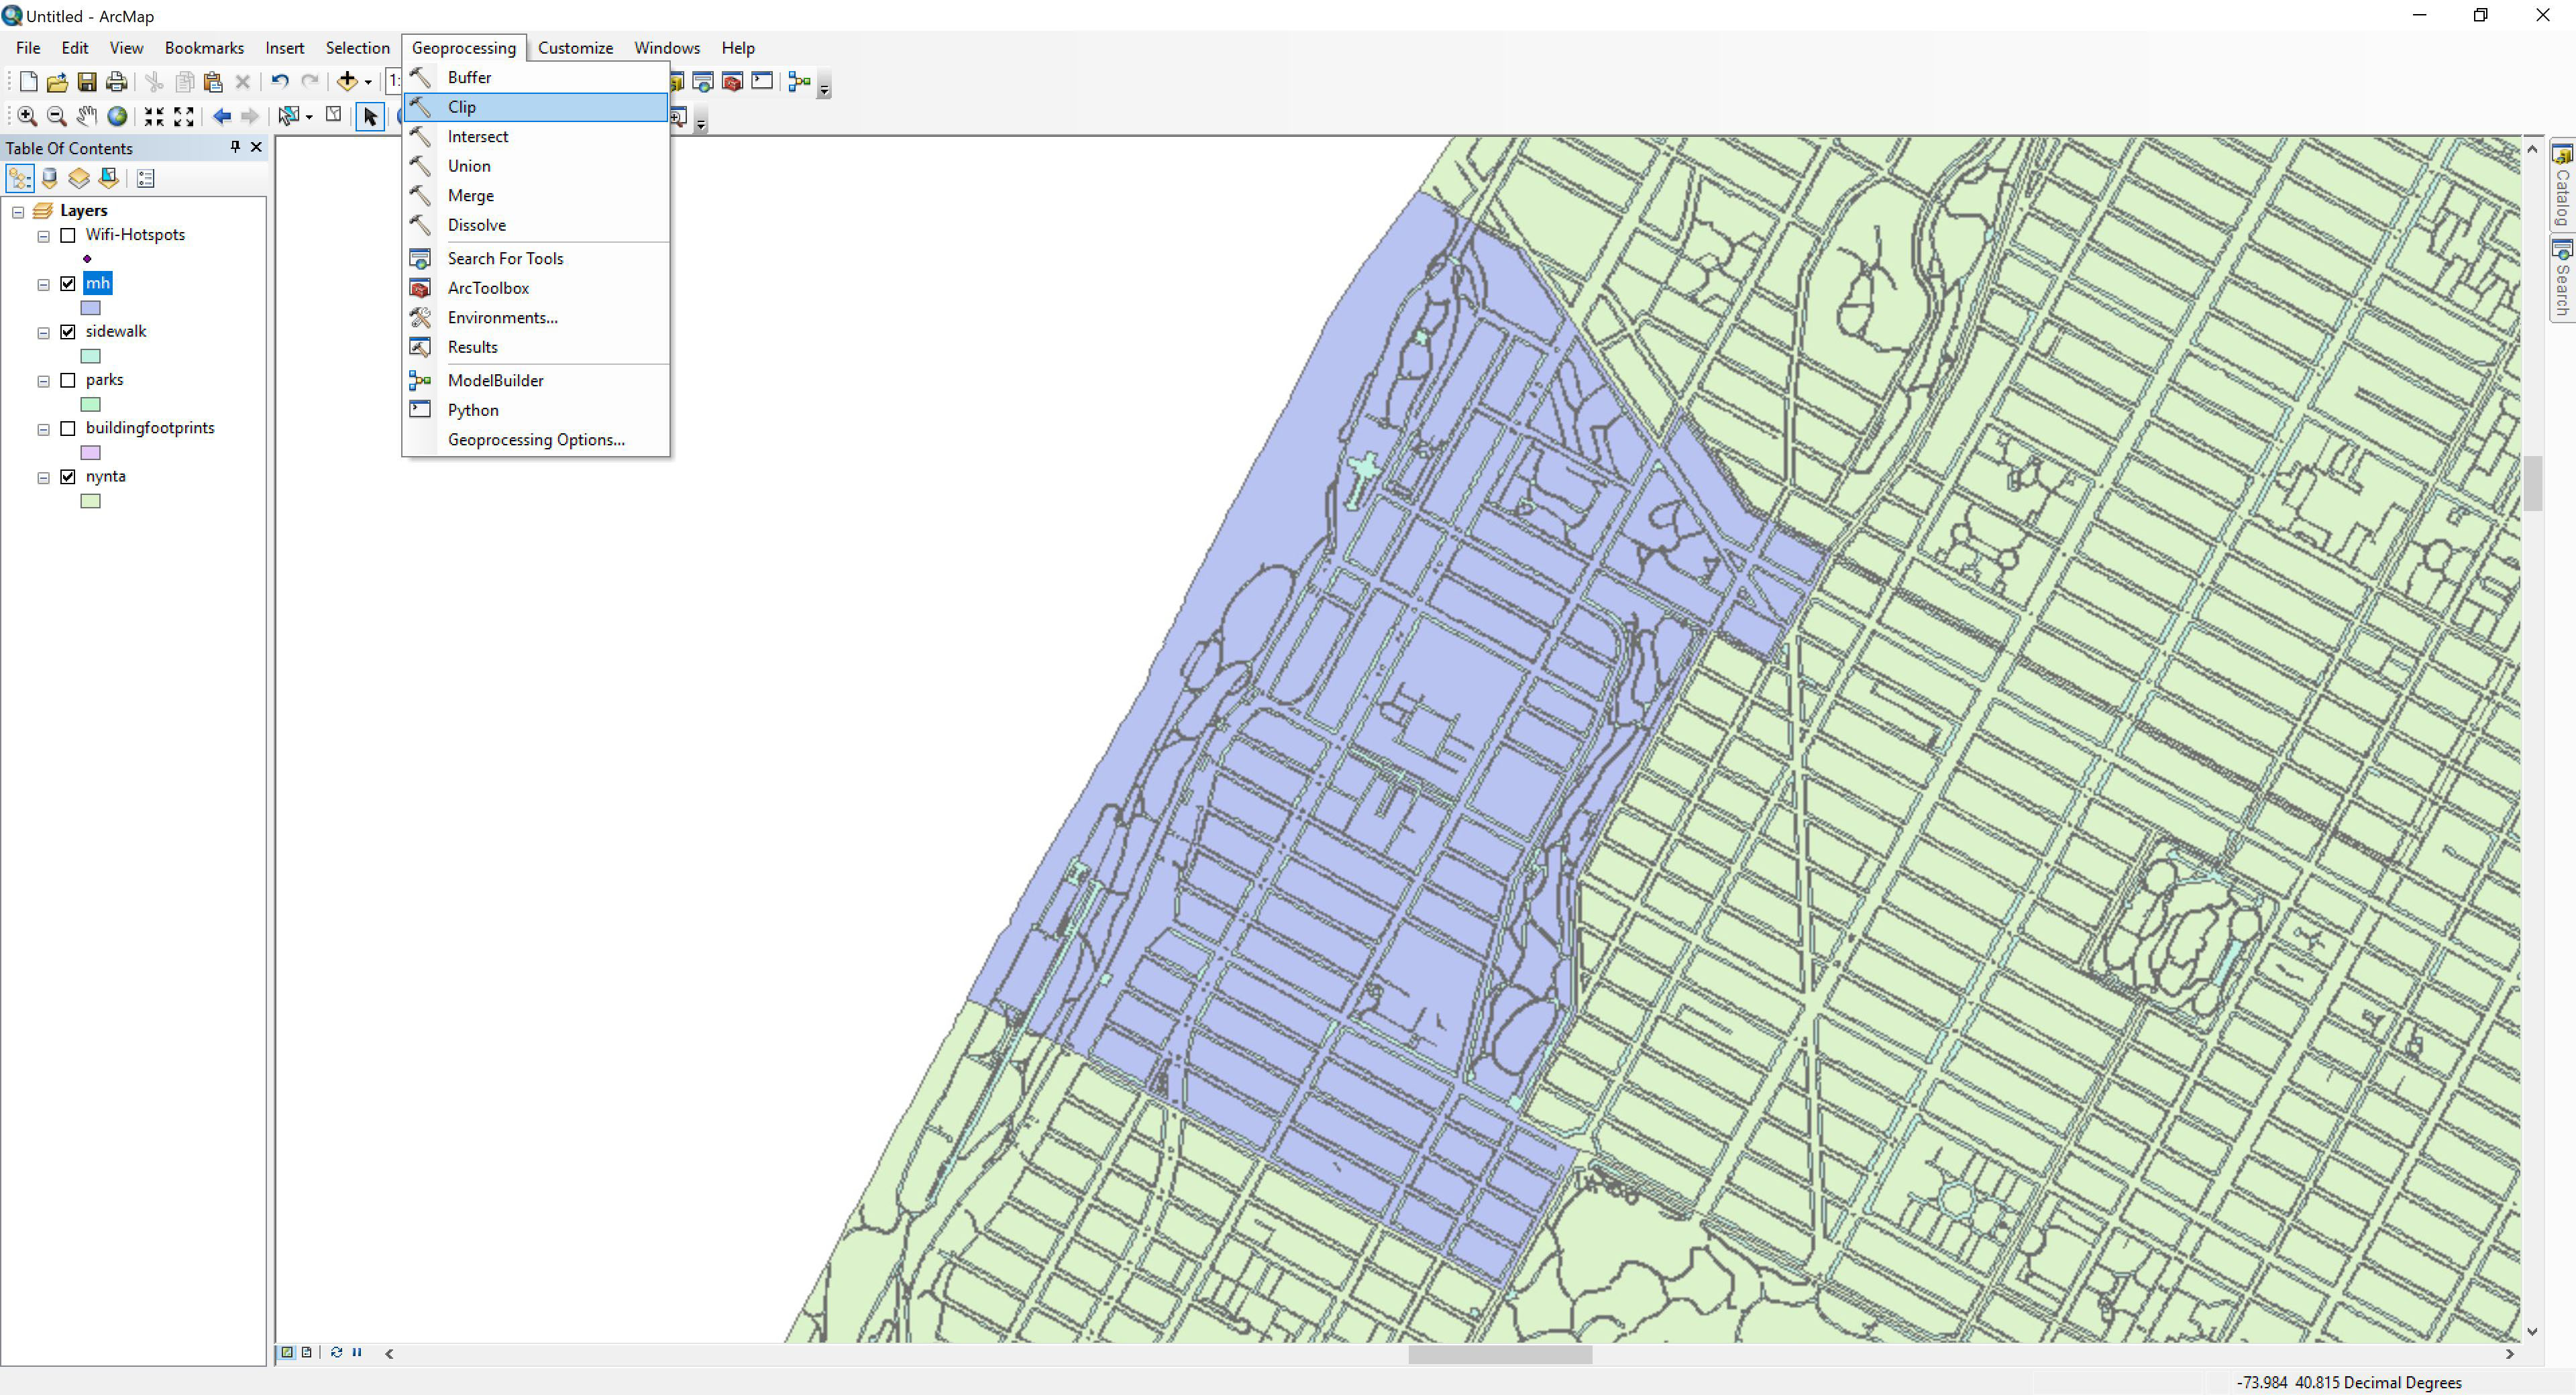 Untitled - ArcMap
File Edit View Bookmarks Insert Selection Geoprocessing Customize Windows Help
1:
Buffer
Clip
Intersect
Union
Merge
Dissolve
Search For Tools
ArcToolbox
Environments...
Results
ModelBuilder
Python
Geoprocessing Options...
Table Of Contents
Layers
Wifi-Hotspots
mh
sidewalk
parks
buildingfootprints
nynta
Catalog
Search
-73.984 40.815 Decimal Degrees